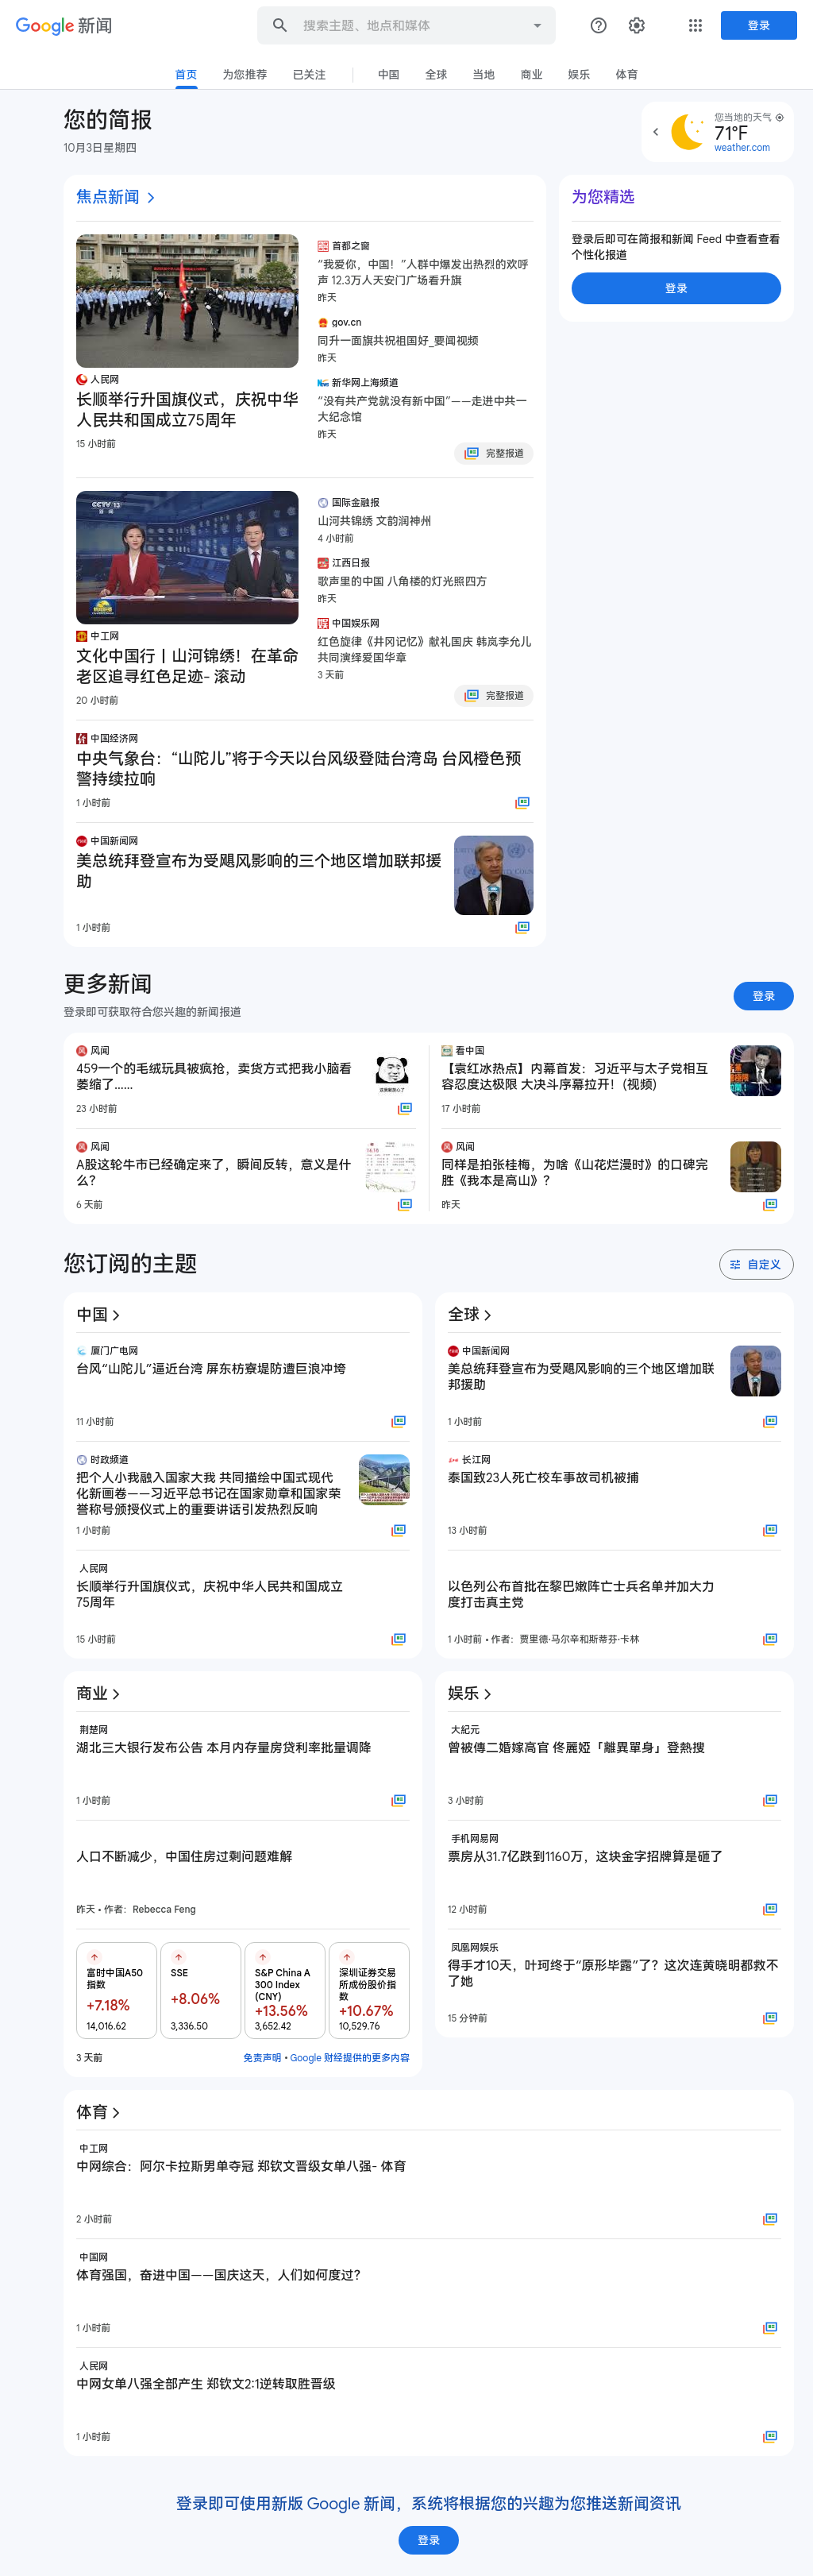 Google 新闻
搜索主题、地点和媒体
登录
首页
为您推荐
已关注
中国
全球
当地
商业
娱乐
体育
您的简报
10月3日星期四
您当地的天气
71°F
weather.com
焦点新闻
人民网
长顺举行升国旗仪式，庆祝中华
人民共和国成立75周年
15 小时前
首都之窗
“我爱你，中国！”人群中爆发出热烈的欢呼
声 12.3万人天安门广场看升旗
昨天
gov.cn
同升一面旗共祝祖国好_要闻视频
昨天
新华网上海频道
“没有共产党就没有新中国”——走进中共一
大纪念馆
昨天
完整报道
CCTV 13
中工网
文化中国行丨山河锦绣！在革命
老区追寻红色足迹- 滚动
20 小时前
国际金融报
山河共锦绣 文韵润神州
4 小时前
江西日报
歌声里的中国 八角楼的灯光照四方
昨天
中国娱乐网
红色旋律《井冈记忆》献礼国庆 韩岚李允儿
共同演绎爱国华章
3 天前
完整报道
中国经济网
中央气象台：“山陀儿”将于今天以台风级登陆台湾岛 台风橙色预
警持续拉响
1 小时前
中国新闻网
美总统拜登宣布为受飓风影响的三个地区增加联邦援
助
1 小时前
为您精选
登录后即可在简报和新闻 Feed 中查看查看
个性化报道
登录
更多新闻
登录即可获取符合您兴趣的新闻报道
登录
风闻
459一个的毛绒玩具被疯抢，卖货方式把我小脑看
萎缩了……
23 小时前
看中国
【袁红冰热点】内幕首发：习近平与太子党相互
容忍度达极限 大决斗序幕拉开！(视频)
17 小时前
风闻
A股这轮牛市已经确定来了，瞬间反转，意义是什
么？
6 天前
风闻
同样是拍张桂梅，为啥《山花烂漫时》的口碑完
胜《我本是高山》？
昨天
您订阅的主题
自定义
中国
厦门广电网
台风“山陀儿”逼近台湾 屏东枋寮堤防遭巨浪冲垮
11 小时前
时政频道
把个人小我融入国家大我 共同描绘中国式现代
化新画卷——习近平总书记在国家勋章和国家荣
誉称号颁授仪式上的重要讲话引发热烈反响
1 小时前
人民网
长顺举行升国旗仪式，庆祝中华人民共和国成立
75周年
15 小时前
全球
中国新闻网
美总统拜登宣布为受飓风影响的三个地区增加联
邦援助
1 小时前
长江网
泰国致23人死亡校车事故司机被捕
13 小时前
以色列公布首批在黎巴嫩阵亡士兵名单并加大力
度打击真主党
1 小时前 • 作者：贾里德·马尔辛和斯蒂芬·卡林
商业
荆楚网
湖北三大银行发布公告 本月内存量房贷利率批量调降
1 小时前
人口不断减少，中国住房过剩问题难解
昨天 • 作者：Rebecca Feng
富时中国A50
指数
+7.18%
14,016.62
SSE
+8.06%
3,336.50
S&P China A
300 Index
(CNY)
+13.56%
3,652.42
深圳证券交易
所成份股价指
数
+10.67%
10,529.76
3 天前
免责声明 • Google 财经提供的更多内容
娱乐
大紀元
曾被傳二婚嫁高官 佟麗婭「離異單身」登熱搜
3 小时前
手机网易网
票房从31.7亿跌到1160万，这块金字招牌算是砸了
12 小时前
凤凰网娱乐
得手才10天，叶珂终于“原形毕露”了？这次连黄晓明都救不
了她
15 分钟前
体育
中工网
中网综合：阿尔卡拉斯男单夺冠 郑钦文晋级女单八强- 体育
2 小时前
中国网
体育强国，奋进中国——国庆这天，人们如何度过？
1 小时前
人民网
中网女单八强全部产生 郑钦文2:1逆转取胜晋级
1 小时前
登录即可使用新版 Google 新闻，系统将根据您的兴趣为您推送新闻资讯
登录